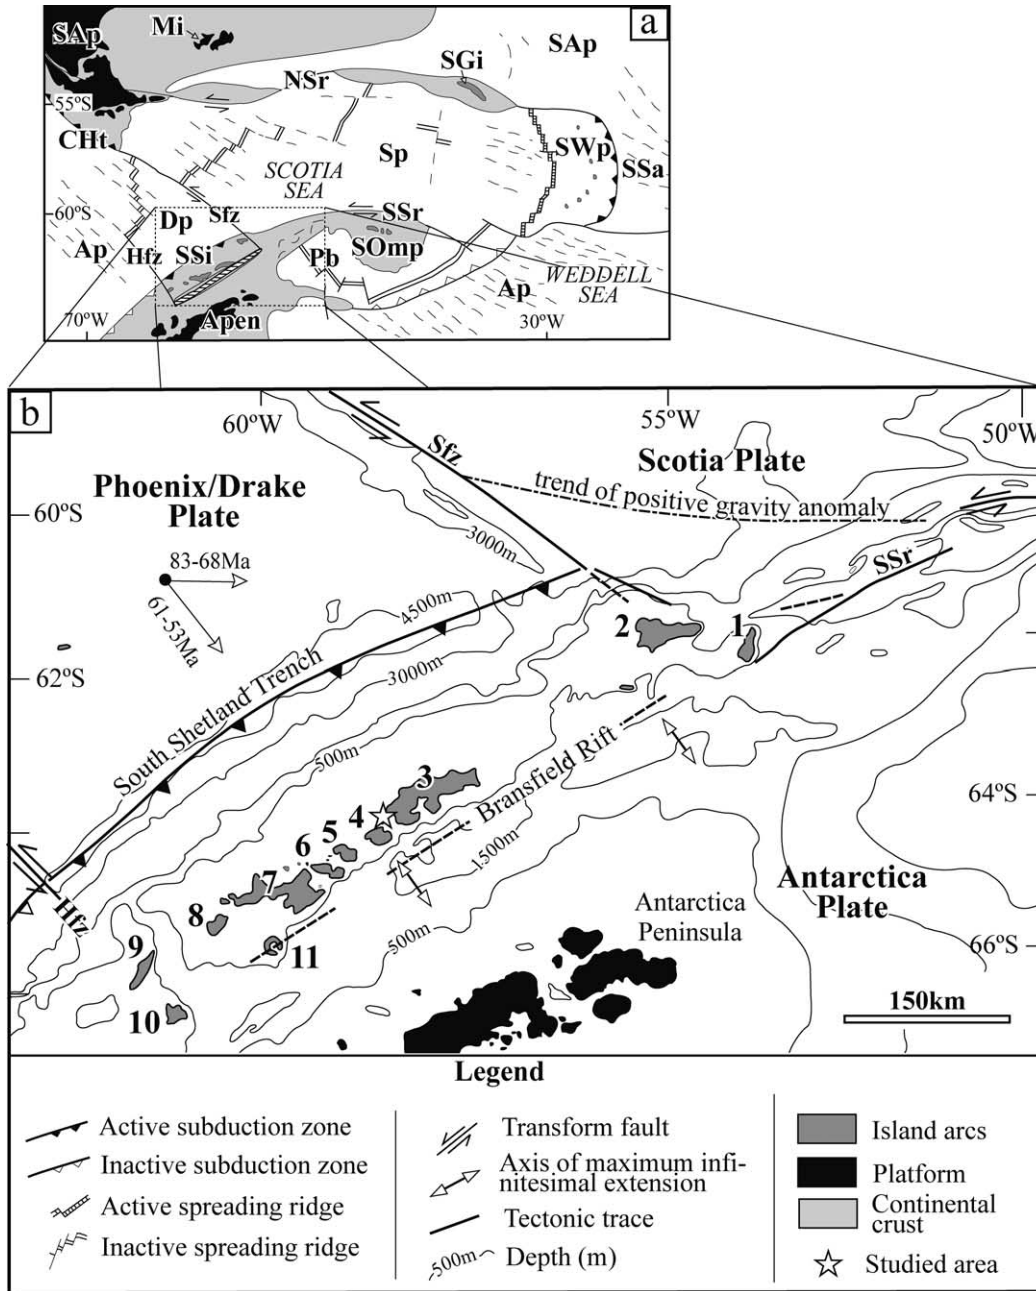 a
SAp
Mi
SAp
SGi
NSr
55ºS
CHt
SWp
Sp
SSa
SCOTIA
SEA
60ºS
Dp
Sfz
SSr
Ap
Hfz
SSi
Pb
SOmp
WEDDELL
SEA
Ap
Apen
70ºW
30ºW
b
60ºW
55ºW
50ºW
Sfz
Scotia Plate
Phoenix/Drake
Plate
trend of positive gravity anomaly
60ºS
3000m
83-68Ma
61-53Ma
SSr
4500m
2
1
62ºS
3000m
South Shetland Trench
500m
Bransfield Rift
3
64ºS
4
5
6
1500m
7
Antarctica
Plate
8
Hfz
Antarctica
Peninsula
500m
9
11
66ºS
10
150km
Legend
Active subduction zone
Inactive subduction zone
Active spreading ridge
Inactive spreading ridge
Transform fault
Axis of maximum infi-
nitesimal extension
Tectonic trace
500m Depth (m)
Island arcs
Platform
Continental
crust
Studied area